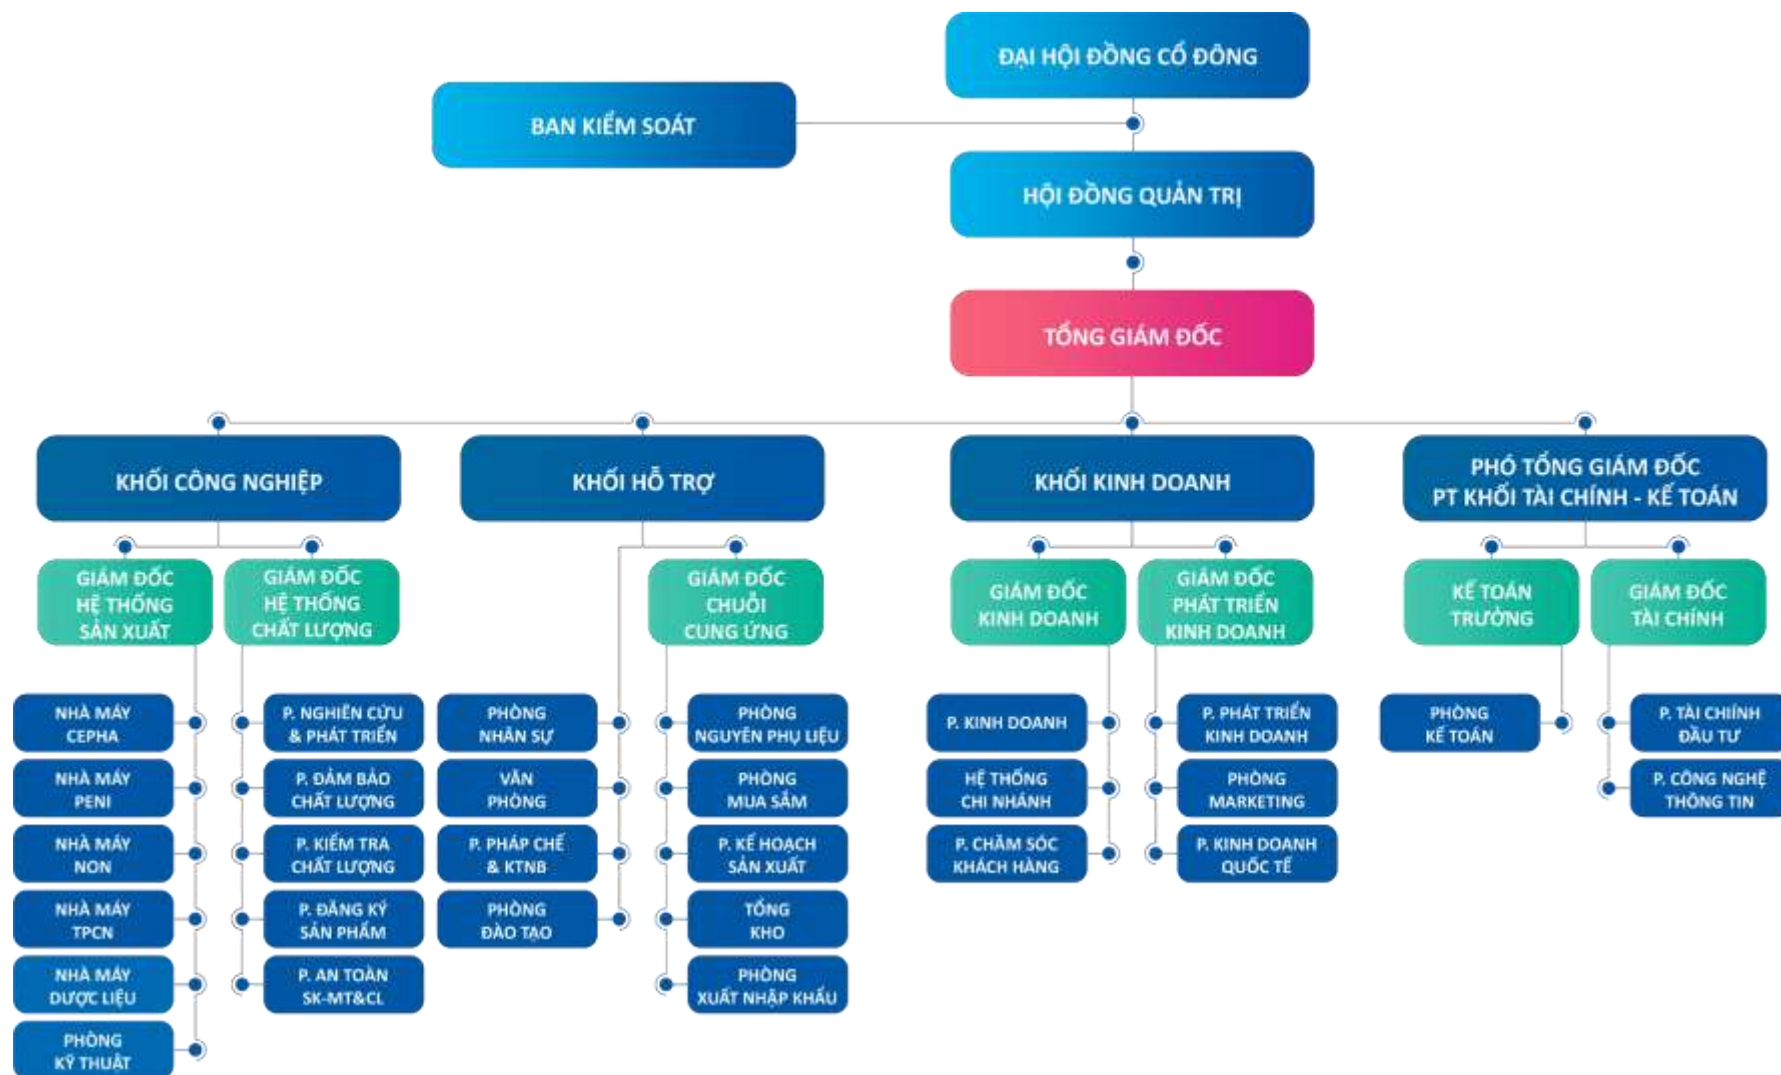 ĐẠI HỘI ĐỒNG CỔ ĐÔNG
BAN KIỂM SOÁT
HỘI ĐỒNG QUẢN TRỊ
TỔNG GIÁM ĐỐC
KHỐI CÔNG NGHIỆP
KHỐI HỖ TRỢ
KHỐI KINH DOANH
PHÓ TỔNG GIÁM ĐỐC
PT KHỐI TÀI CHÍNH - KẾ TOÁN
GIÁM ĐỐC
HỆ THỐNG
SẢN XUẤT
GIÁM ĐỐC
HỆ THỐNG
CHẤT LƯỢNG
GIÁM ĐỐC
CHUỖI
CUNG ỨNG
GIÁM ĐỐC
KINH DOANH
GIÁM ĐỐC
PHÁT TRIỂN
KINH DOANH
KẾ TOÁN
TRƯỞNG
GIÁM ĐỐC
TÀI CHÍNH
NHÀ MÁY
CEPHA
NHÀ MÁY
PENI
NHÀ MÁY
NON
NHÀ MÁY
TPCN
NHÀ MÁY
DƯỢC LIỆU
PHÒNG
KỸ THUẬT
P. NGHIÊN CỨU
& PHÁT TRIỂN
P. ĐẢM BẢO
CHẤT LƯỢNG
P. KIỂM TRA
CHẤT LƯỢNG
P. ĐĂNG KÝ
SẢN PHẨM
P. AN TOÀN
SK-MT&CL
PHÒNG
NHÂN SỰ
VĂN
PHÒNG
P. PHÁP CHẾ
& KTNB
PHÒNG
ĐÀO TẠO
PHÒNG
NGUYÊN PHỤ LIỆU
PHÒNG
MUA SẮM
P. KẾ HOẠCH
SẢN XUẤT
TỔNG
KHO
PHÒNG
XUẤT NHẬP KHẨU
P. KINH DOANH
HỆ THỐNG
CHI NHÁNH
P. CHĂM SÓC
KHÁCH HÀNG
P. PHÁT TRIỂN
KINH DOANH
PHÒNG
MARKETING
P. KINH DOANH
QUỐC TẾ
PHÒNG
KẾ TOÁN
P. TÀI CHIÍNH
ĐẦU TƯ
P. CÔNG NGHỆ
THÔNG TIN